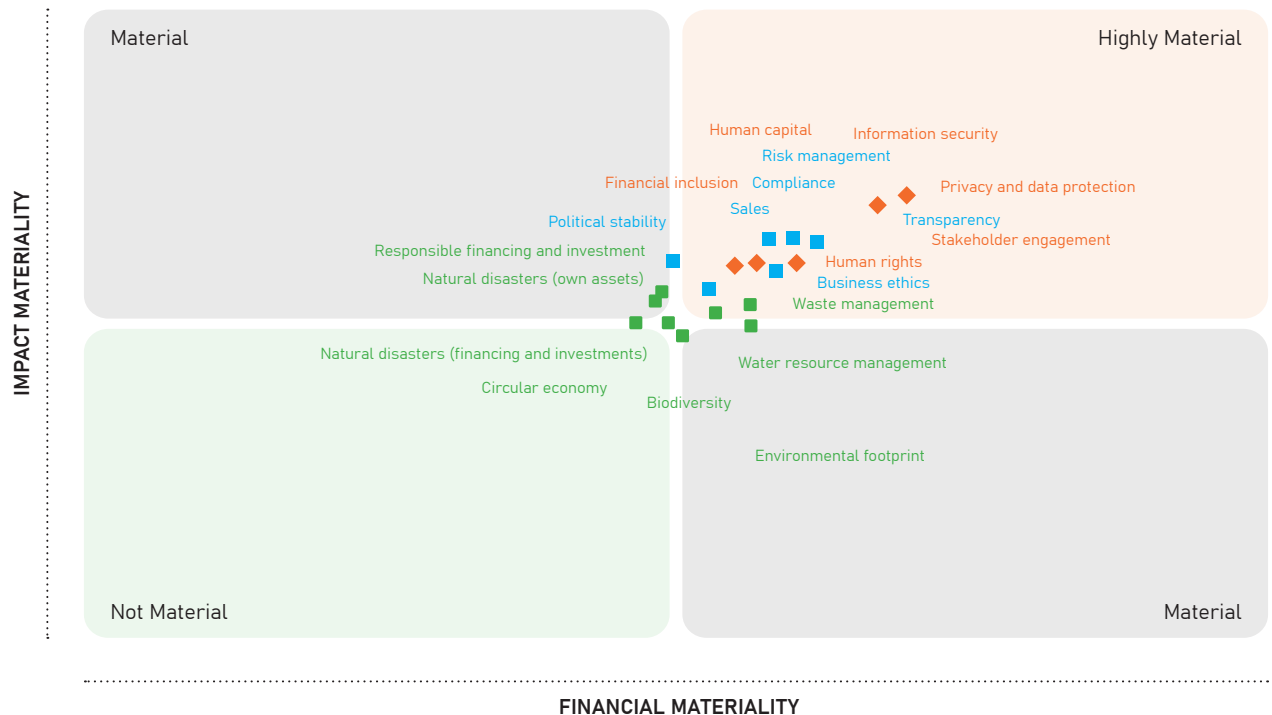 Material
Highly Material
Human capital
Information security
Risk management
Financial inclusion
Compliance
Privacy and data protection
Sales
Political stability
Transparency
Stakeholder engagement
Responsible financing and investment
Human rights
Natural disasters (own assets)
Business ethics
Waste management
Natural disasters (financing and investments)
Water resource management
Circular economy
Biodiversity
Environmental footprint
Not Material
Material
IMPACT MATERIALITY
FINANCIAL MATERIALITY